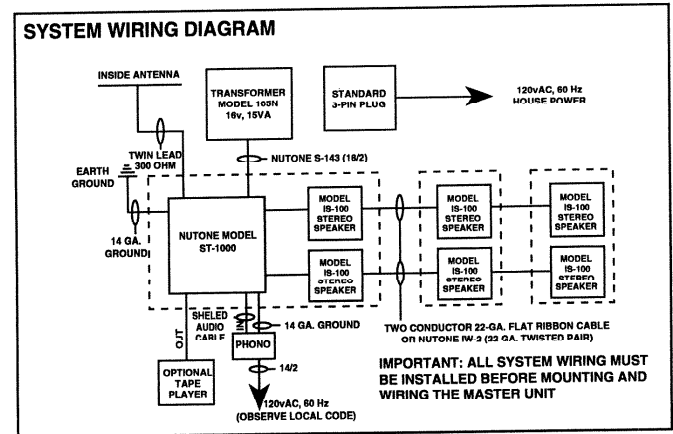 SYSTEM WIRING DIAGRAM
INSIDE ANTENNA
TRANSFORMER
MODEL 105N
16v, 15VA
STANDARD
3-PIN PLUG
120vAC, 60 Hz
HOUSE POWER
TWIN LEAD
300 OHM
NUTONE S-143 (18/2)
EARTH
GROUND
14 GA.
GROUND
NUTONE MODEL
ST-1000
MODEL
IS-100
STEREO
SPEAKER
MODEL
IS-100
STEREO
SPEAKER
MODEL
IS-100
STEREO
SPEAKER
MODEL
IS-100
STEREO
SPEAKER
MODEL
IS-100
STEREO
SPEAKER
MODEL
IS-100
STEREO
SPEAKER
SHELED
AUDIO
CABLE
IN
14 GA. GROUND
OUT
PHONO
14/2
OPTIONAL
TAPE
PLAYER
120vAC, 60 Hz
(OBSERVE LOCAL CODE)
TWO CONDUCTOR 22-GA. FLAT RIBBON CABLE
OR NUTONE IW-2 (22 GA. TWISTED PAIR)
IMPORTANT: ALL SYSTEM WIRING MUST
BE INSTALLED BEFORE MOUNTING AND
WIRING THE MASTER UNIT